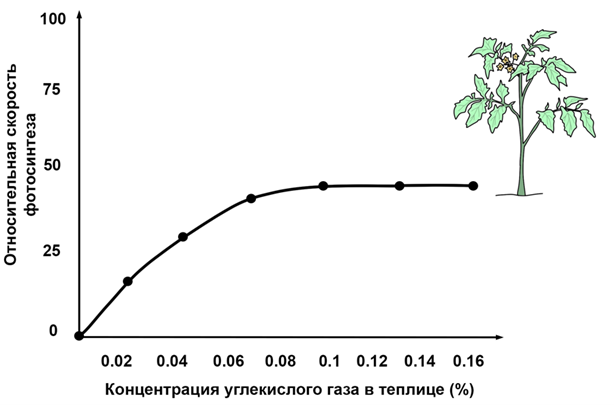 100
75
50
25
0
Относительная скорость
фотосинтеза
0.02 0.04 0.06 0.08 0.1 0.12 0.14 0.16
Концентрация углекислого газа в теплице (%)